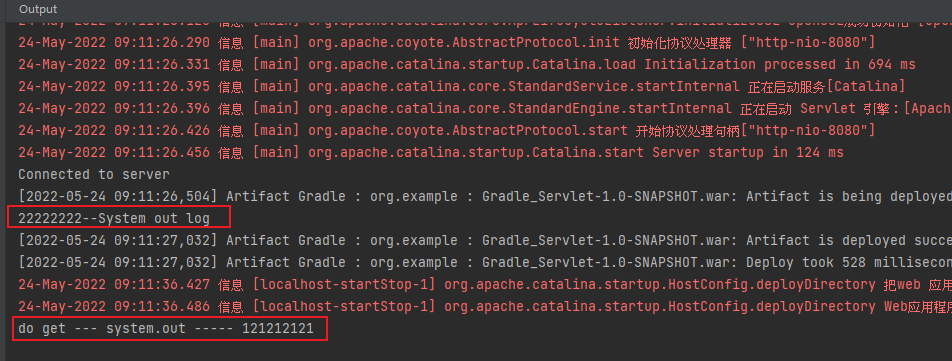 Output
24-May-2022 09:11:26.290 信息 [main] org.apache.coyote.AbstractProtocol.init 初始化协议处理器 ["http-nio-8080"]
24-May-2022 09:11:26.331 信息 [main] org.apache.catalina.startup.Catalina.load Initialization processed in 694 ms
24-May-2022 09:11:26.395 信息 [main] org.apache.catalina.core.StandardService.startInternal 正在启动服务[Catalina]
24-May-2022 09:11:26.396 信息 [main] org.apache.catalina.core.StandardEngine.startInternal 正在启动 Servlet 引擎：[Apac
24-May-2022 09:11:26.426 信息 [main] org.apache.coyote.AbstractProtocol.start 开始协议处理句柄["http-nio-8080"]
24-May-2022 09:11:26.456 信息 [main] org.apache.catalina.startup.Catalina.start Server startup in 124 ms
Connected to server
[2022-05-24 09:11:26,504] Artifact Gradle : org.example : Gradle_Servlet-1.0-SNAPSHOT.war: Artifact is being deployed
22222222--System out log
[2022-05-24 09:11:27,032] Artifact Gradle : org.example : Gradle_Servlet-1.0-SNAPSHOT.war: Artifact is deployed succe
[2022-05-24 09:11:27,032] Artifact Gradle : org.example : Gradle_Servlet-1.0-SNAPSHOT.war: Deploy took 528 millisecon
24-May-2022 09:11:36.427 信息 [localhost-startStop-1] org.apache.catalina.startup.HostConfig.deployDirectory 把web 应用
24-May-2022 09:11:36.486 信息 [localhost-startStop-1] org.apache.catalina.startup.HostConfig.deployDirectory Web应用程序
do get --- system.out ----- 121212121